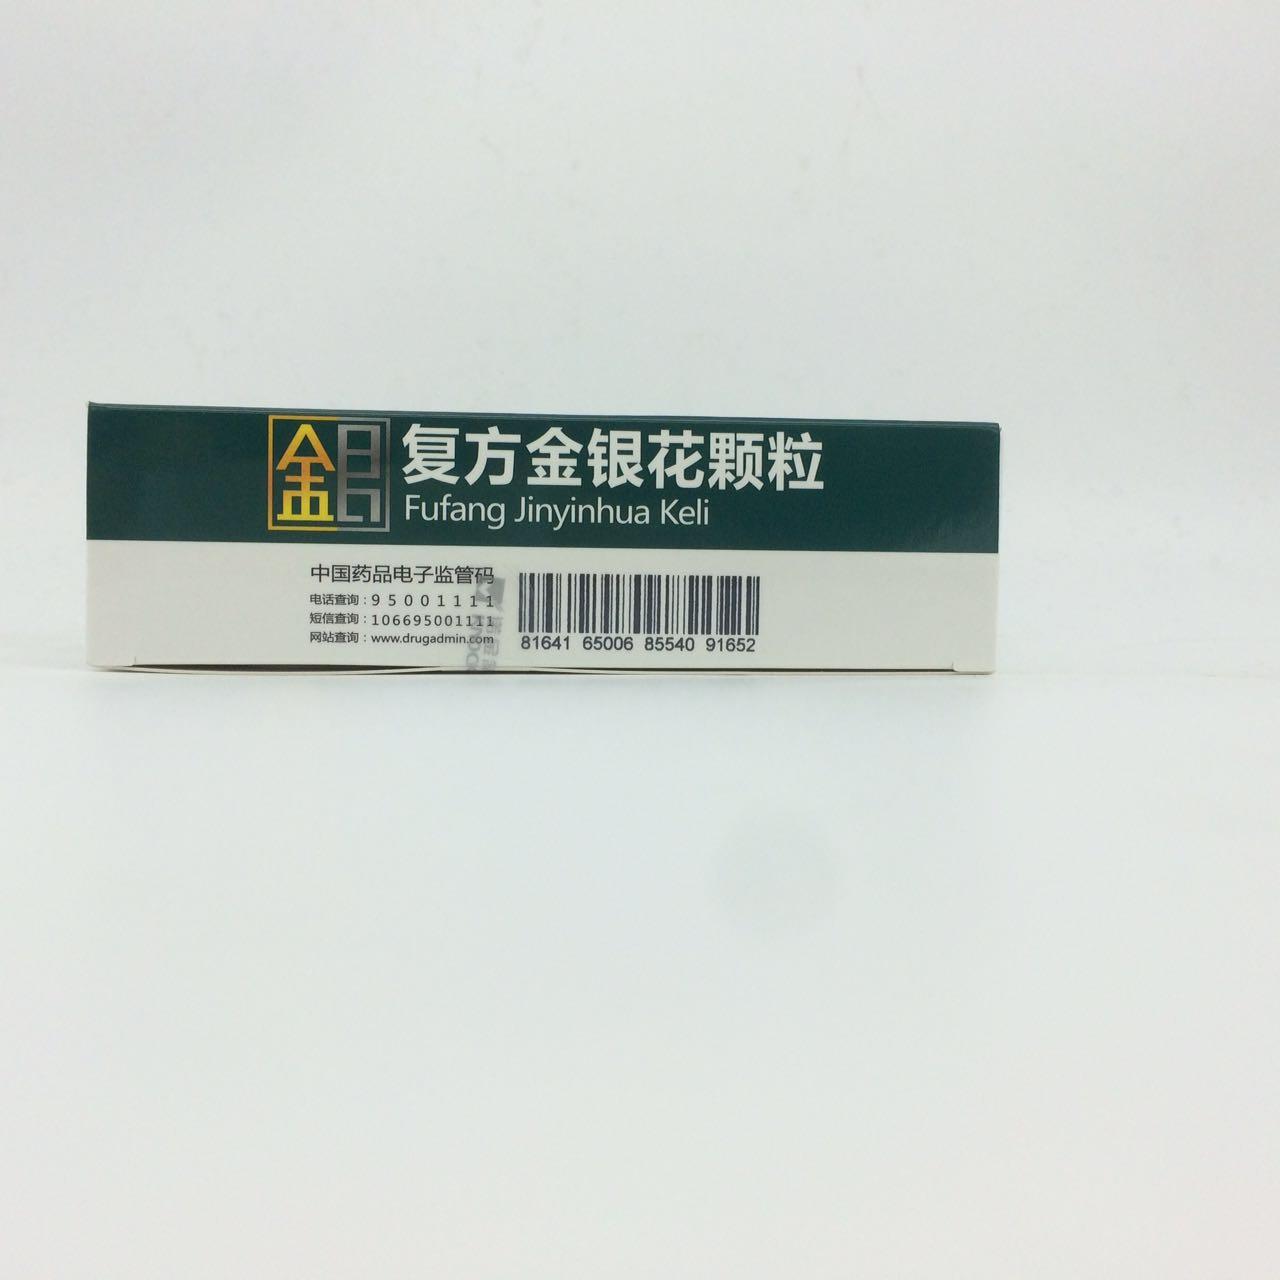 复方金银花颗粒
Fufang Jinyinhua Keli
中国药品电子监管码
电话查询：95001111
短信查询：106695001111
网站查询：www.drugadmin.com
81641 65006 85540 91652